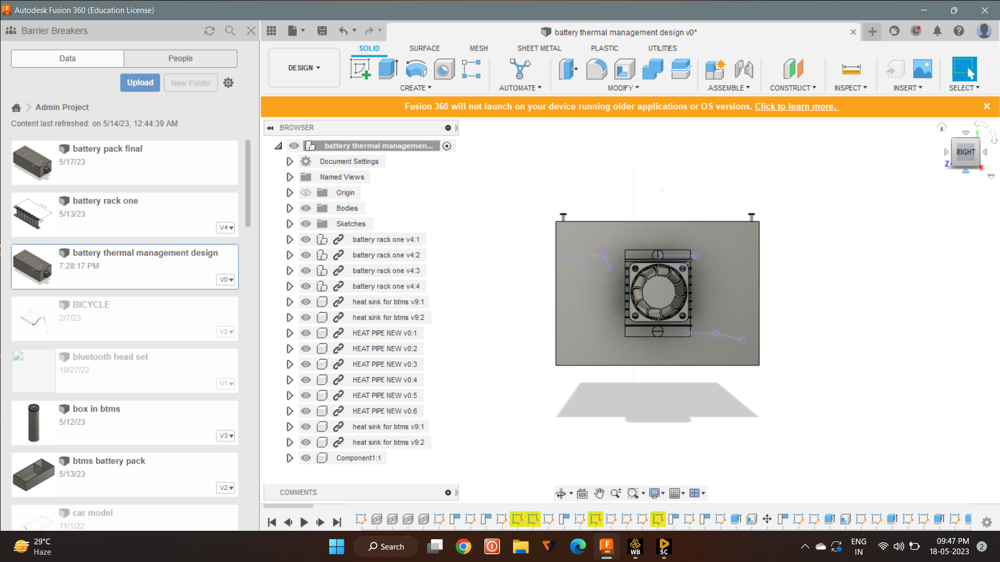 Autodesk Fusion 360 (Education License)
Barrier Breakers
battery thermal management design v0*
Data
People
Upload
New Folder
Admin Project
Content last refreshed: on 5/14/23, 12:44:39 AM
battery pack final
5/17/23
battery rack one
5/13/23
V4
battery thermal management design
7:28:17 PM
V0
BICYCLE
2/7/23
V2
bluetooth head set
10/27/22
V1
box in btms
5/12/23
V3
btms battery pack
5/13/23
V2
car model
11/1/22
DESIGN
SOLID
SURFACE
MESH
SHEET METAL
PLASTIC
UTILITIES
CREATE
AUTOMATE
MODIFY
ASSEMBLE
CONSTRUCT
INSPECT
INSERT
SELECT
Fusion 360 will not launch on your device running older applications or OS versions. Click to learn more.
BROWSER
battery thermal managemen...
Document Settings
Named Views
Origin
Bodies
Sketches
battery rack one v4:1
battery rack one v4:2
battery rack one v4:3
battery rack one v4:4
heat sink for btms v9:1
heat sink for btms v9:2
HEAT PIPE NEW v0:1
HEAT PIPE NEW v0:2
HEAT PIPE NEW v0:3
HEAT PIPE NEW v0:4
HEAT PIPE NEW v0:5
HEAT PIPE NEW v0:6
heat sink for btms v9:1
heat sink for btms v9:2
Component1:1
COMMENTS
Y
RIGHT
Z
X
29°C
Haze
Search
F
360
WB
SC
ENG
IN
09:47 PM
18-05-2023
2